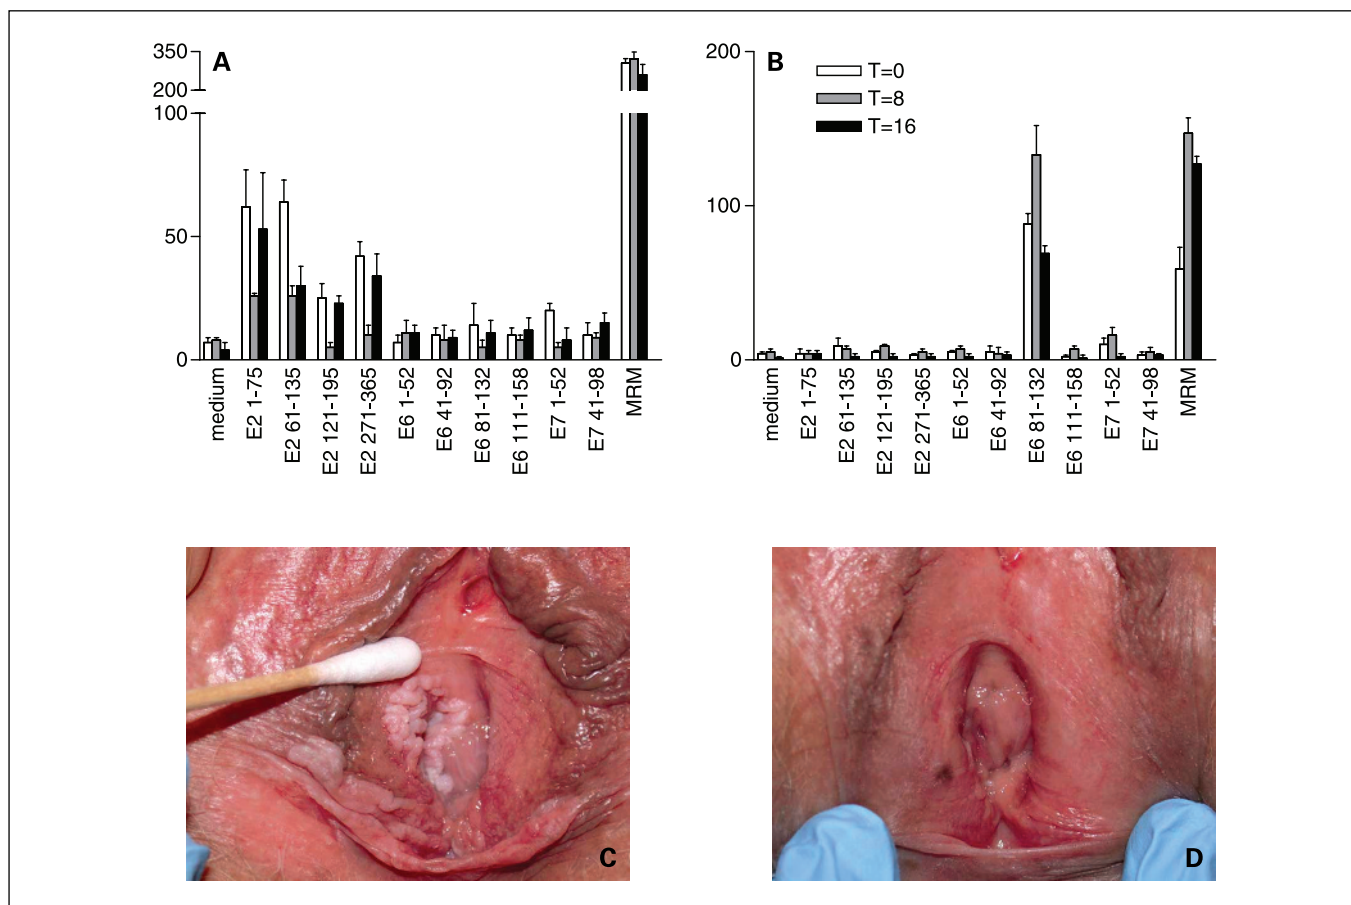 350
200
100
50
0
A
medium
E2 1-75
E2 61-135
E2 121-195
E2 271-365
E6 1-52
E6 41-92
E6 81-132
E6 111-158
E7 1-52
E7 41-98
MRM
200
100
0
B
T=0
T=8
T=16
medium
E2 1-75
E2 61-135
E2 121-195
E2 271-365
E6 1-52
E6 41-92
E6 81-132
E6 111-158
E7 1-52
E7 41-98
MRM
C
D